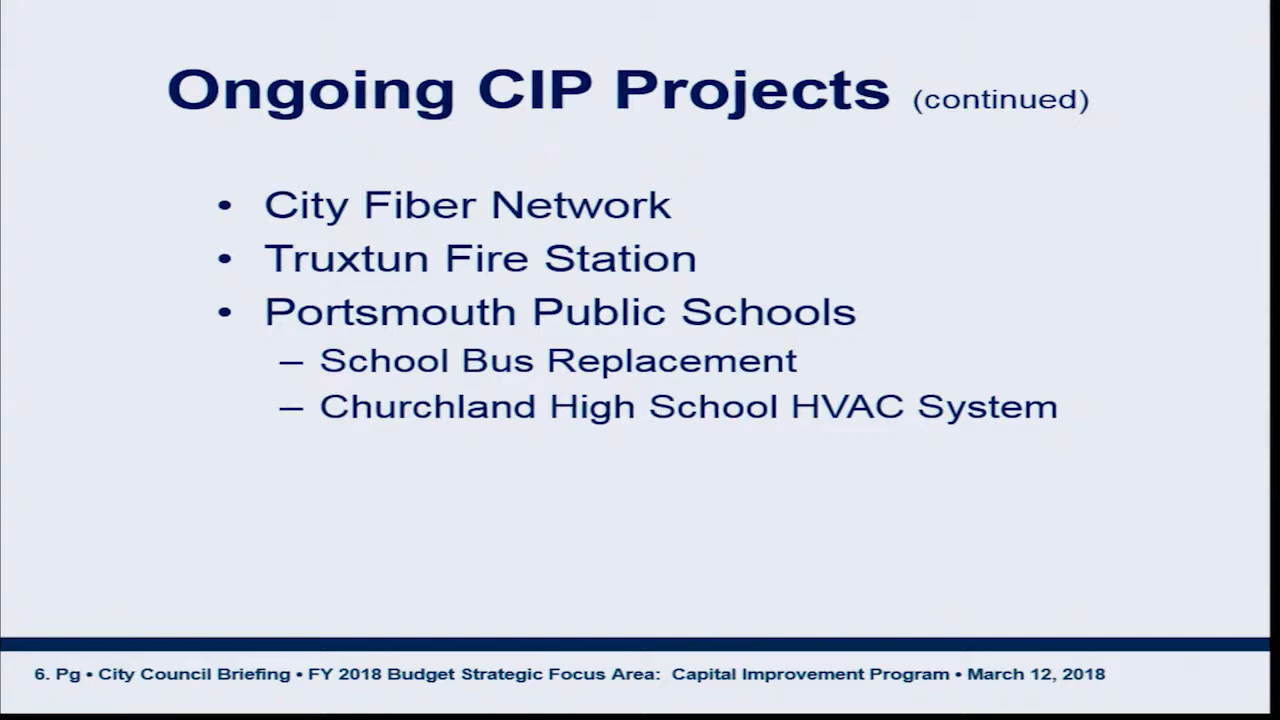 Ongoing CIP Projects (continued)
• City Fiber Network
• Truxtun Fire Station
• Portsmouth Public Schools
– School Bus Replacement
– Churchland High School HVAC System
6. Pg • City Council Briefing • FY 2018 Budget Strategic Focus Area: Capital Improvement Program • March 12, 2018